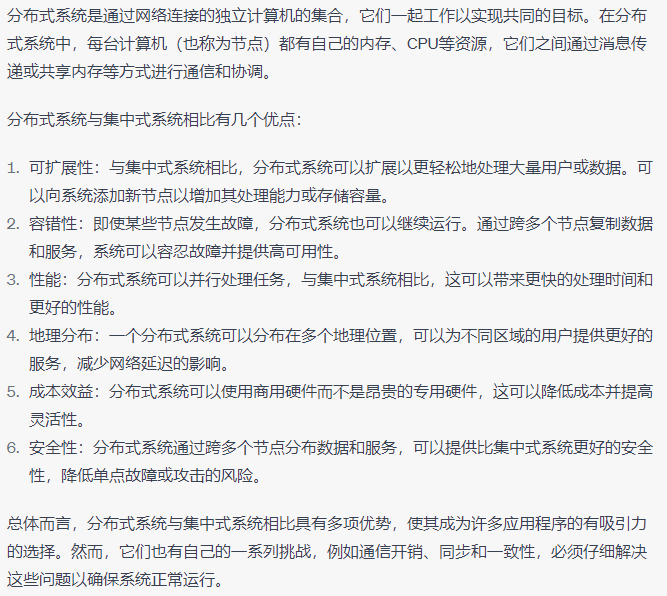 分布式系统是通过网络连接的独立计算机的集合，它们一起工作以实现共同的目标。在分布
式系统中，每台计算机（也称为节点）都有自己的内存、CPU等资源，它们之间通过消息传
递或共享内存等方式进行通信和协调。
分布式系统与集中式系统相比有几个优点：
1. 可扩展性：与集中式系统相比，分布式系统可以扩展以更轻松地处理大量用户或数据。可
以向系统添加新节点以增加其处理能力或存储容量。
2. 容错性：即使某些节点发生故障，分布式系统也可以继续运行。通过跨多个节点复制数据
和服务，系统可以容忍故障并提供高可用性。
3. 性能：分布式系统可以并行处理任务，与集中式系统相比，这可以带来更快的处理时间和
更好的性能。
4. 地理分布：一个分布式系统可以分布在多个地理位置，可以为不同区域的用户提供更好的
服务，减少网络延迟的影响。
5. 成本效益：分布式系统可以使用商用硬件而不是昂贵的专用硬件，这可以降低成本并提高
灵活性。
6. 安全性：分布式系统通过跨多个节点分布数据和服务，可以提供比集中式系统更好的安全
性，降低单点故障或攻击的风险。
总体而言，分布式系统与集中式系统相比具有多项优势，使其成为许多应用程序的有吸引力
的选择。然而，它们也有自己的一系列挑战，例如通信开销、同步和一致性，必须仔细解决
这些问题以确保系统正常运行。